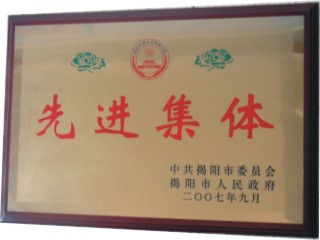 先进集体
中共揭阳市委员会
揭阳市人民政府
二〇〇七年九月